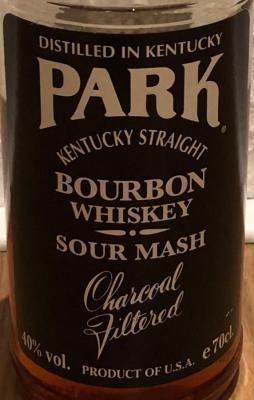 DISTILLED IN KENTUCKY
PARK®
KENTUCKY STRAIGHT
BOURBON
WHISKEY
SOUR MASH
Charcoal
Filtered
40% vol. PRODUCT OF U.S.A. e 70cl.